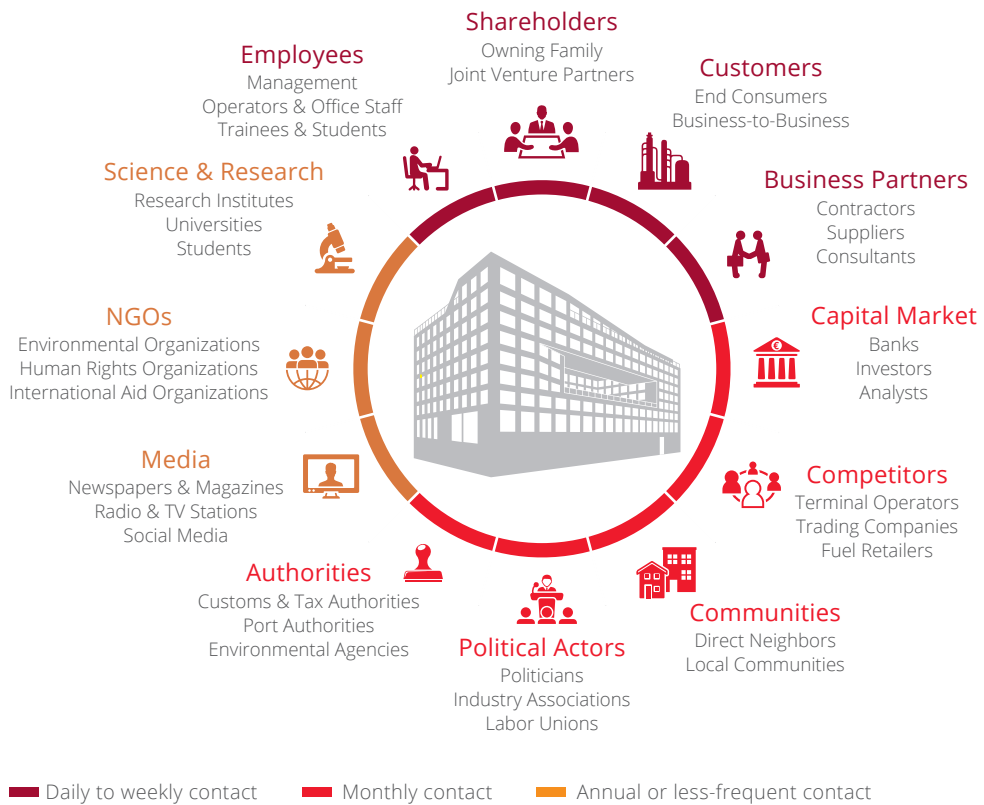 Shareholders
Owning Family
Joint Venture Partners
Customers
End Consumers
Business-to-Business
Business Partners
Contractors
Suppliers
Consultants
Capital Market
Banks
Investors
Analysts
Competitors
Terminal Operators
Trading Companies
Fuel Retailers
Communities
Direct Neighbors
Local Communities
Political Actors
Politicians
Industry Associations
Labor Unions
Authorities
Customs & Tax Authorities
Port Authorities
Environmental Agencies
Media
Newspapers & Magazines
Radio & TV Stations
Social Media
NGOs
Environmental Organizations
Human Rights Organizations
International Aid Organizations
Science & Research
Research Institutes
Universities
Students
Employees
Management
Operators & Office Staff
Trainees & Students
€
Daily to weekly contact
Monthly contact
Annual or less-frequent contact